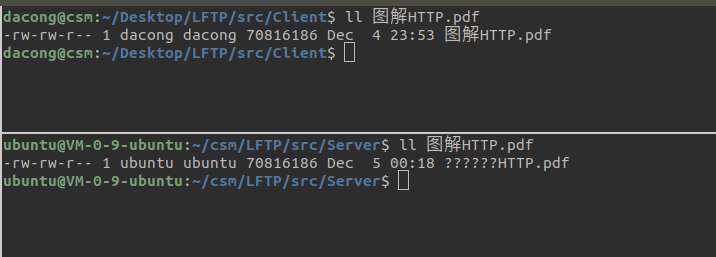 dacong@csm:~/Desktop/LFTP/src/Client$ ll 图解HTTP.pdf
-rw-rw-r-- 1 dacong dacong 70816186 Dec  4 23:53 图解HTTP.pdf
dacong@csm:~/Desktop/LFTP/src/Client$
ubuntu@VM-0-9-ubuntu:~/csm/LFTP/src/Server$ ll 图解HTTP.pdf
-rw-rw-r-- 1 ubuntu ubuntu 70816186 Dec  5 00:18 ??????HTTP.pdf
ubuntu@VM-0-9-ubuntu:~/csm/LFTP/src/Server$